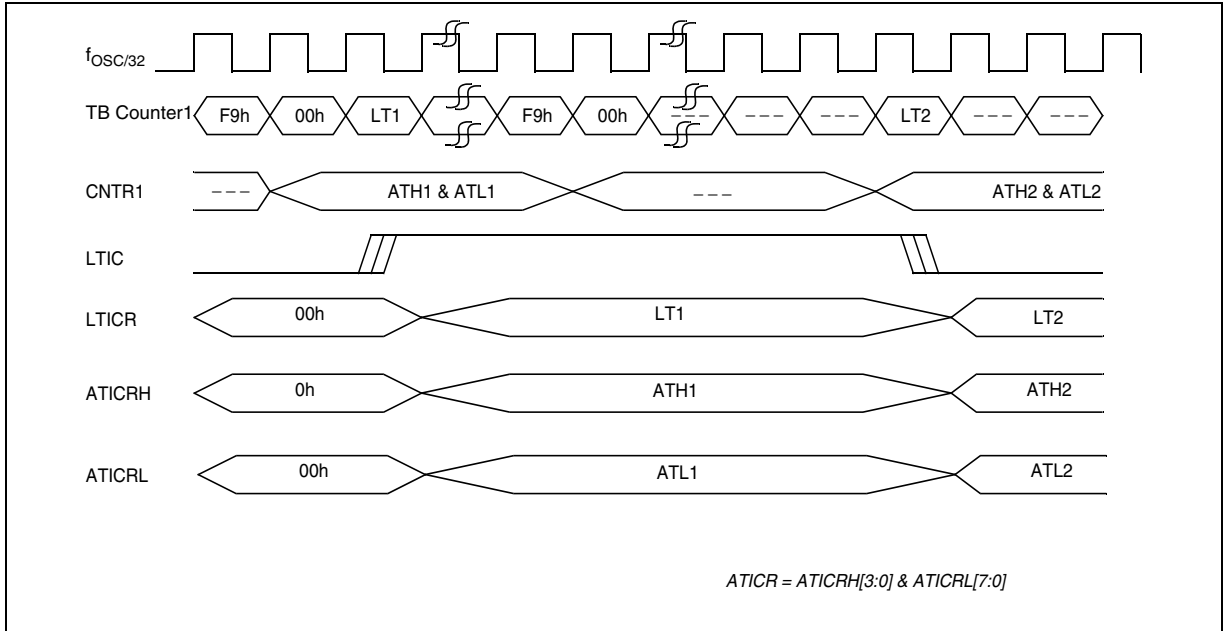 fOSC/32
TB Counter1 F9h 00h LT1 F9h 00h --- --- --- LT2 --- ---
CNTR1 --- ATH1 & ATL1 --- ATH2 & ATL2
LTIC
LTICR 00h LT1 LT2
ATICRH 0h ATH1 ATH2
ATICRL 00h ATL1 ATL2
ATICR = ATICRH[3:0] & ATICRL[7:0]